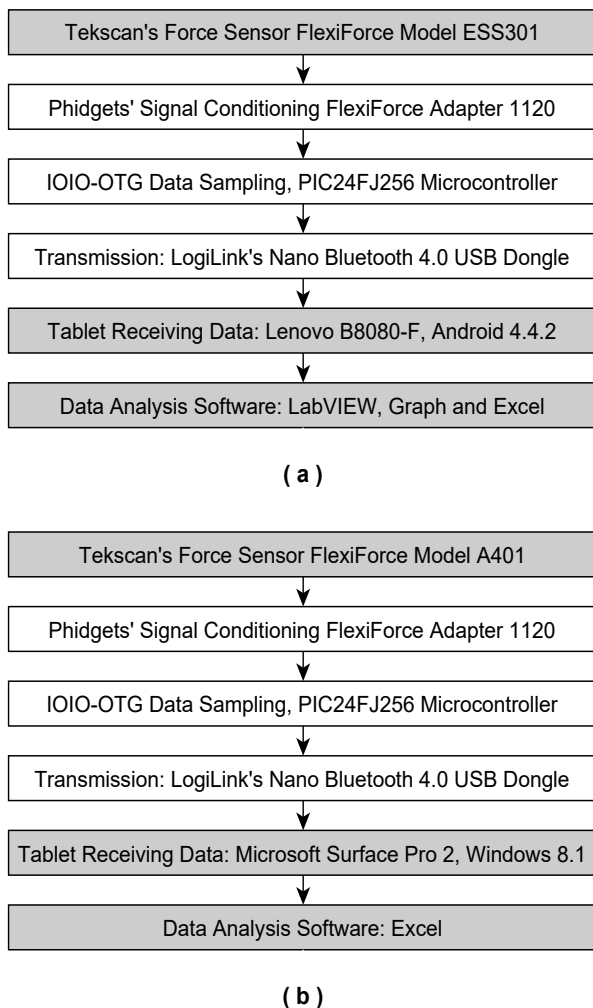 Tekscan's Force Sensor FlexiForce Model ESS301
Phidgets' Signal Conditioning FlexiForce Adapter 1120
IOIO-OTG Data Sampling, PIC24FJ256 Microcontroller
Transmission: LogiLink's Nano Bluetooth 4.0 USB Dongle
Tablet Receiving Data: Lenovo B8080-F, Android 4.4.2
Data Analysis Software: LabVIEW, Graph and Excel
( a )
Tekscan's Force Sensor FlexiForce Model A401
Phidgets' Signal Conditioning FlexiForce Adapter 1120
IOIO-OTG Data Sampling, PIC24FJ256 Microcontroller
Transmission: LogiLink's Nano Bluetooth 4.0 USB Dongle
Tablet Receiving Data: Microsoft Surface Pro 2, Windows 8.1
Data Analysis Software: Excel
( b )